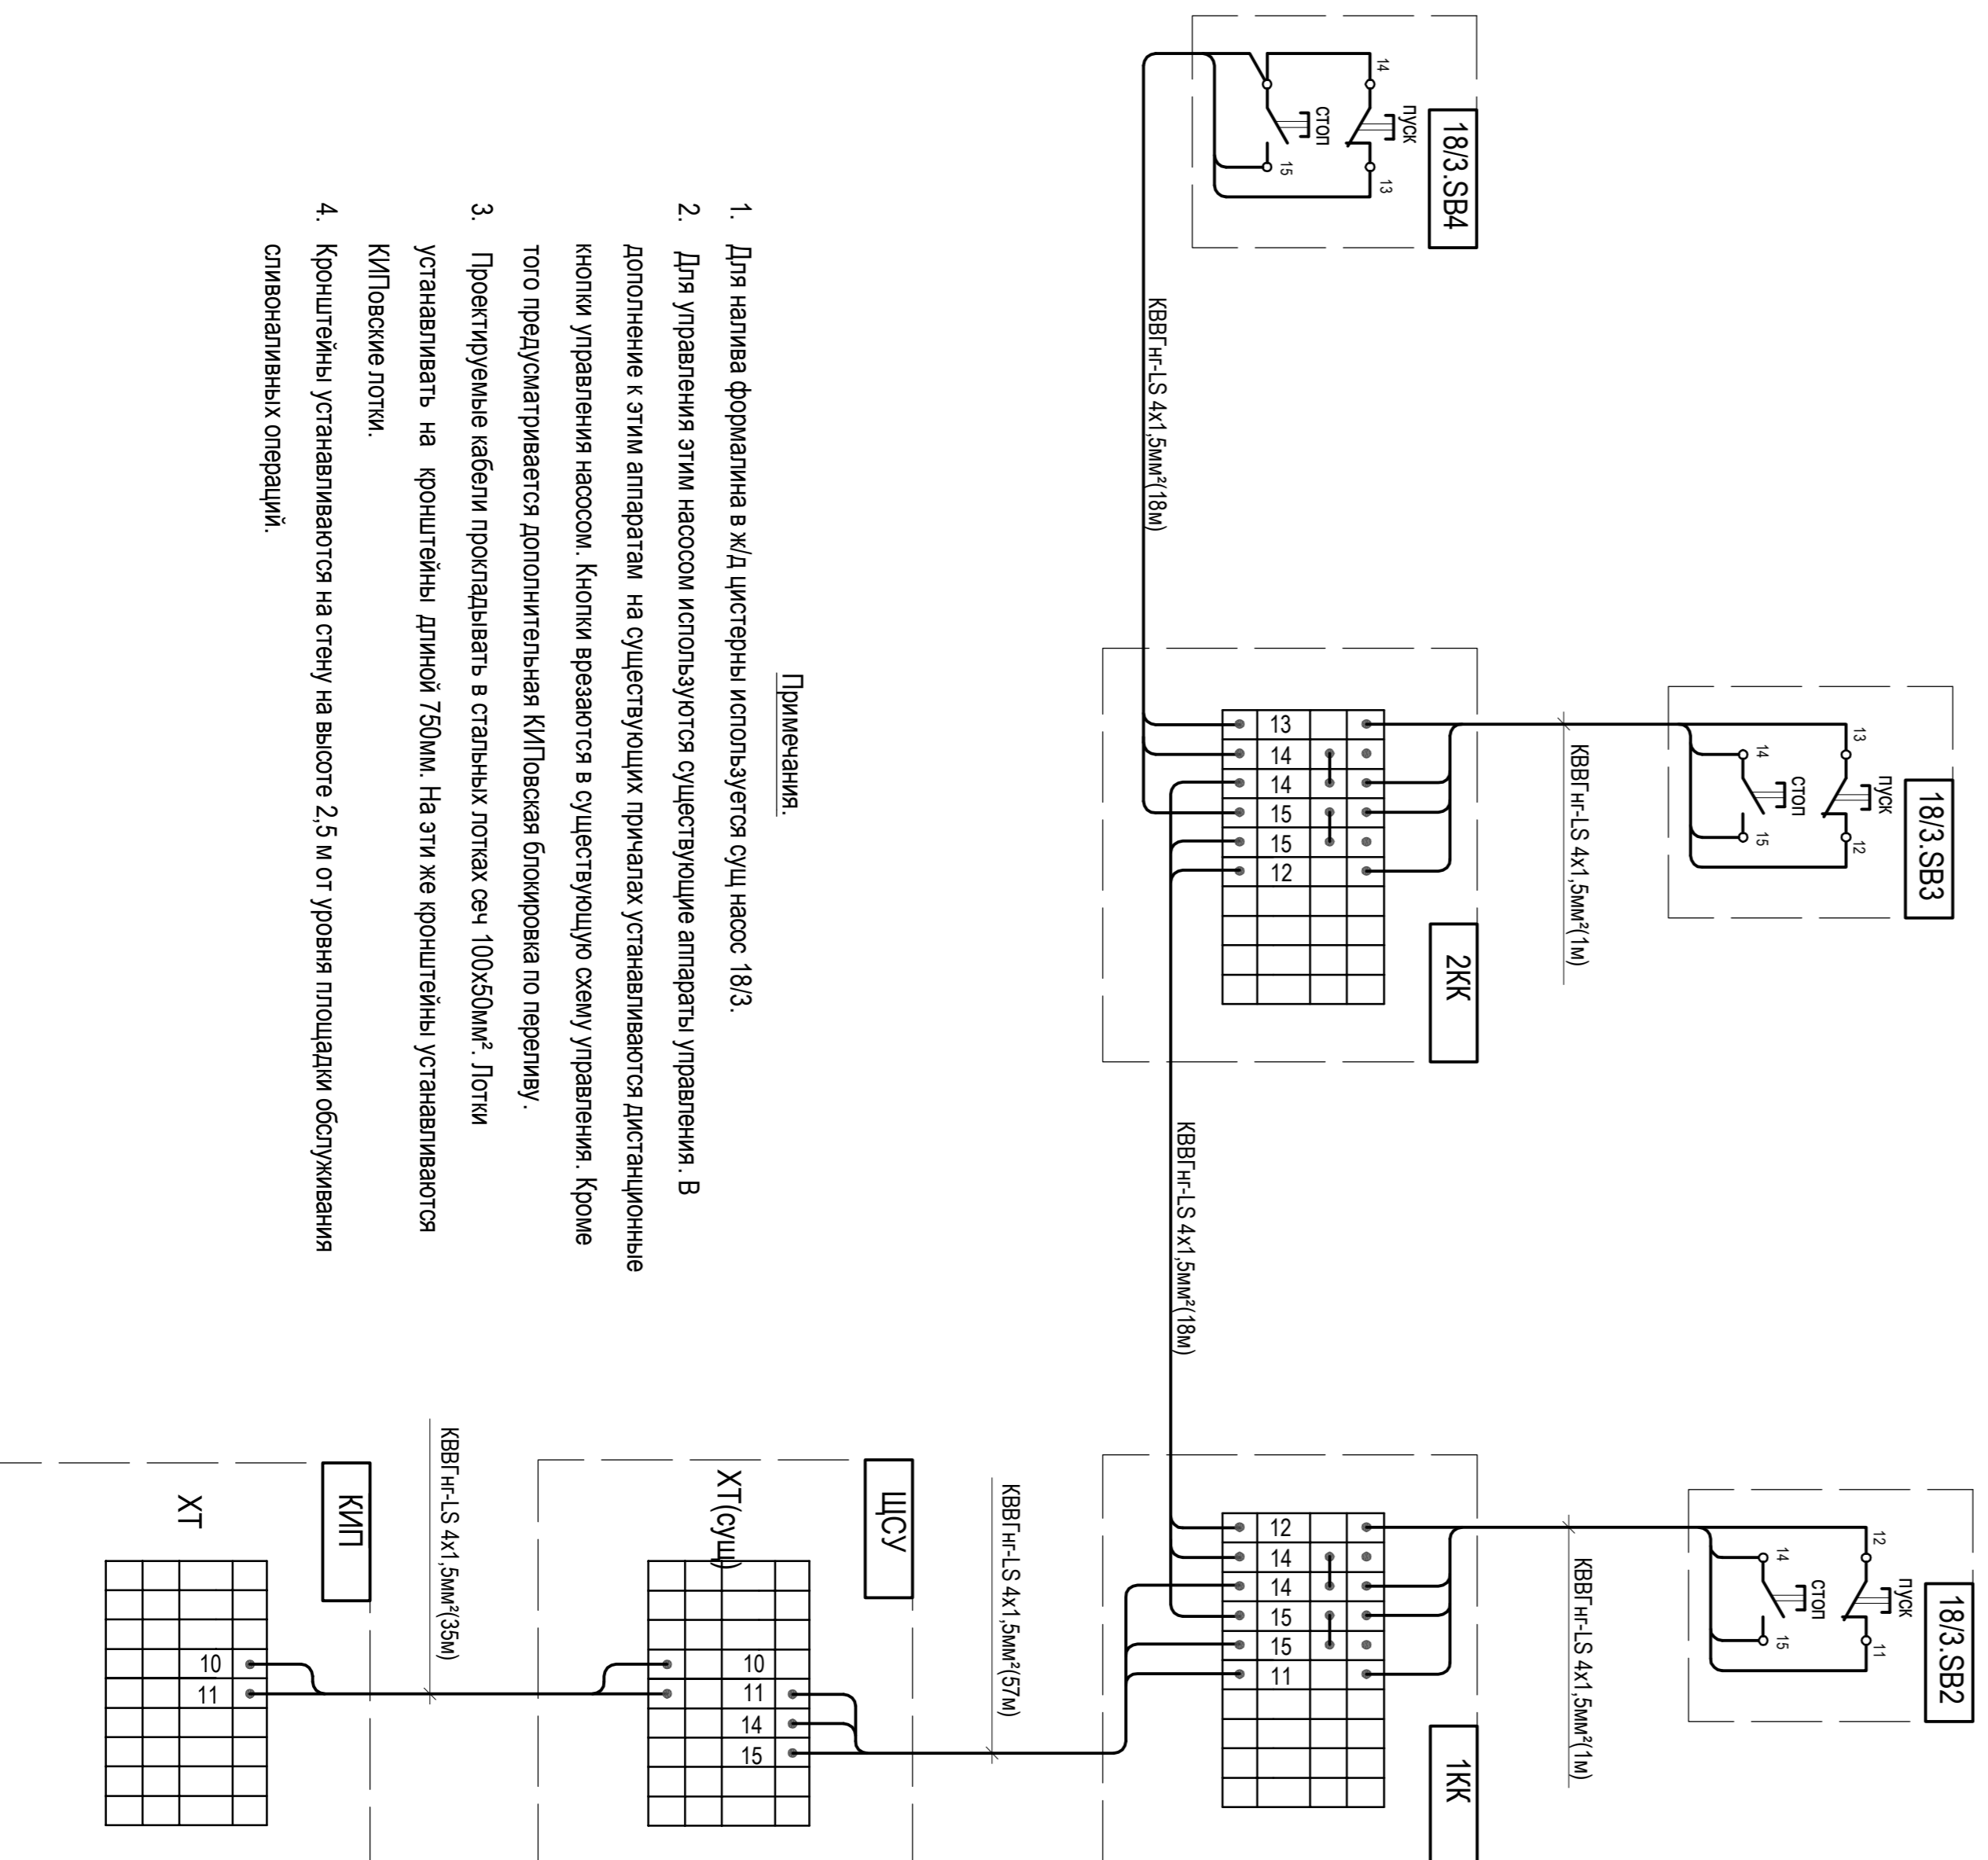 18/3.SB4
пуск
стоп
14
13
15
КВВГнг-LS 4х1,5мм²(18м)
18/3.SB3
пуск
стоп
13
12
14
15
КВВГнг-LS 4х1,5мм²(1м)
2КК
13
14
14
15
15
12
КВВГнг-LS 4х1,5мм²(18м)
18/3.SB2
пуск
стоп
12
11
14
15
КВВГнг-LS 4х1,5мм²(1м)
1КК
12
14
14
15
15
11
КВВГнг-LS 4х1,5мм²(57м)
ЩСУ
ХТ(сущ)
10
11
14
15
КВВГнг-LS 4х1,5мм²(35м)
КИП
ХТ
10
11
Примечания.
1. Для налива формалина в ж/д цистерны используется сущ насос 18/3.
2. Для управления этим насосом используются существующие аппараты управления. В
дополнение к этим аппаратам на существующих причалах устанавливаются дистанционные
кнопки управления насосом. Кнопки врезаются в существующую схему управления. Кроме
того предусматривается дополнительная КИПовская блокировка по переливу.
3. Проектируемые кабели прокладывать в стальных лотках сеч 100х50мм². Лотки
устанавливать на кронштейны длиной 750мм. На эти же кронштейны устанавливаются
КИПовские лотки.
4. Кронштейны устанавливаются на стену на высоте 2,5 м от уровня площадки обслуживания
сливоналивных операций.